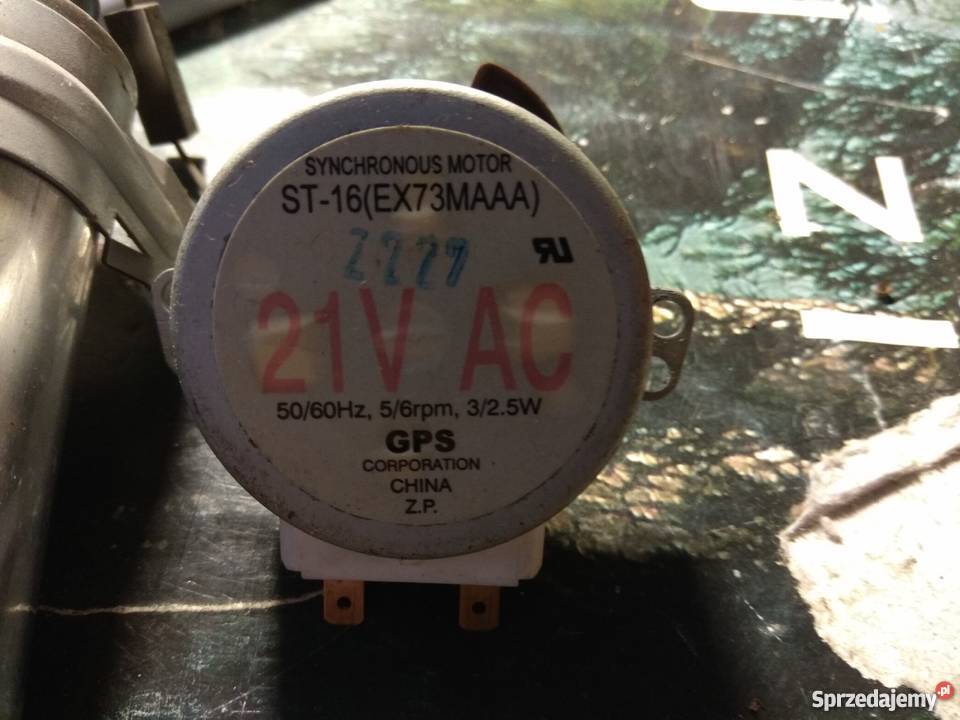 SYNCHRONOUS MOTOR
ST-16(EX73MAAA)
Z227
RU
21V AC
50/60Hz, 5/6rpm, 3/2.5W
GPS
CORPORATION
CHINA
Z.P.
N
Sprzedajemy.pl